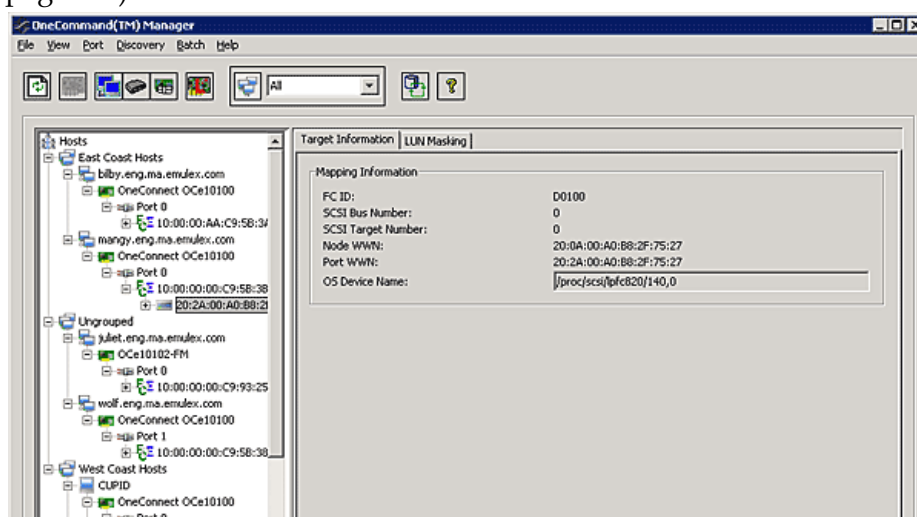 OneCommand(TM) Manager
File View Port Discovery Batch Help
All
Hosts
East Coast Hosts
bilby.eng.ma.emulex.com
OneConnect OCe10100
Port 0
10:00:00:AA:C9:5B:3A
mangy.eng.ma.emulex.com
OneConnect OCe10100
Port 0
10:00:00:00:C9:5B:38
20:2A:00:A0:B8:2
Ungrouped
juliet.eng.ma.emulex.com
OCe10102-FM
Port 0
10:00:00:00:C9:93:25
wolf.eng.ma.emulex.com
OneConnect OCe10100
Port 1
10:00:00:00:C9:5B:38
West Coast Hosts
CUPID
OneConnect OCe10100
Port 0
Target Information LUN Masking
Mapping Information
FC ID: D0100
SCSI Bus Number: 0
SCSI Target Number: 0
Node WWN: 20:0A:00:A0:B8:2F:75:27
Port WWN: 20:2A:00:A0:B8:2F:75:27
OS Device Name: /proc/scsi/lpfc820/140,0